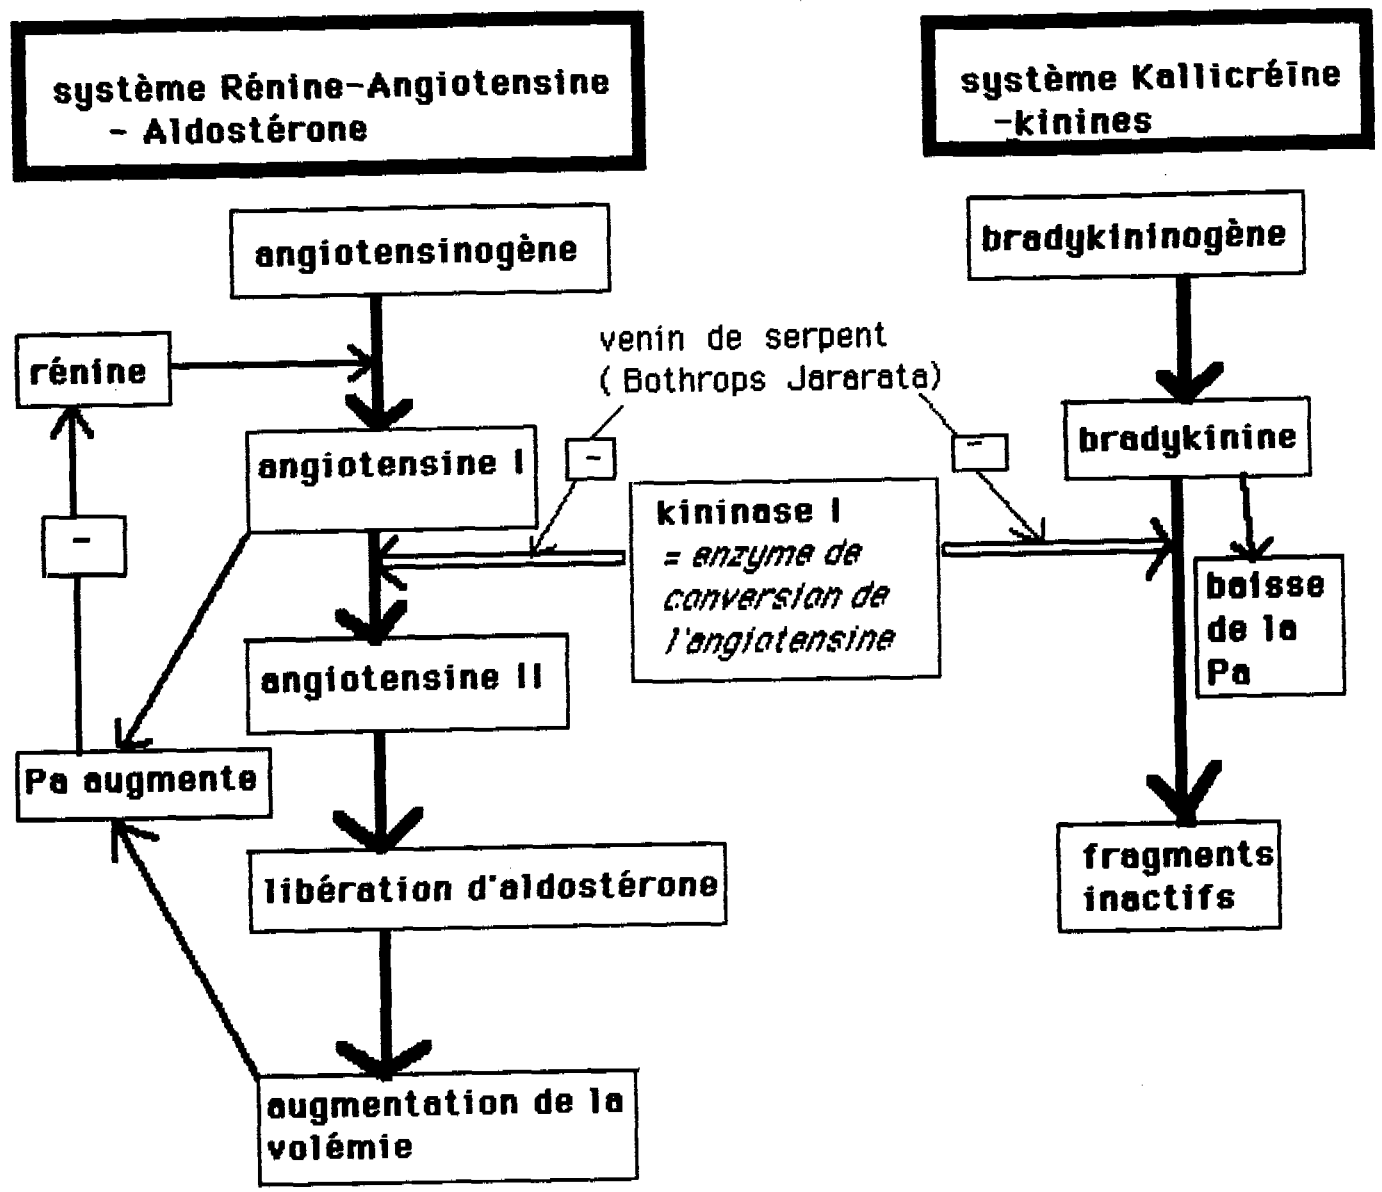 système Rénine-Angiotensine
- Aldostérone
système Kallicréïne
-kinines
angiotensinogène
bradykininogène
venin de serpent
( Bothrops Jararata)
rénine
angiotensine I
bradykinine
-
-
kininase I
= enzyme de
conversion de
l'angiotensine
-
baisse
de la
Pa
angiotensine II
Pa augmente
libération d'aldostérone
fragments
inactifs
augmentation de la
volémie